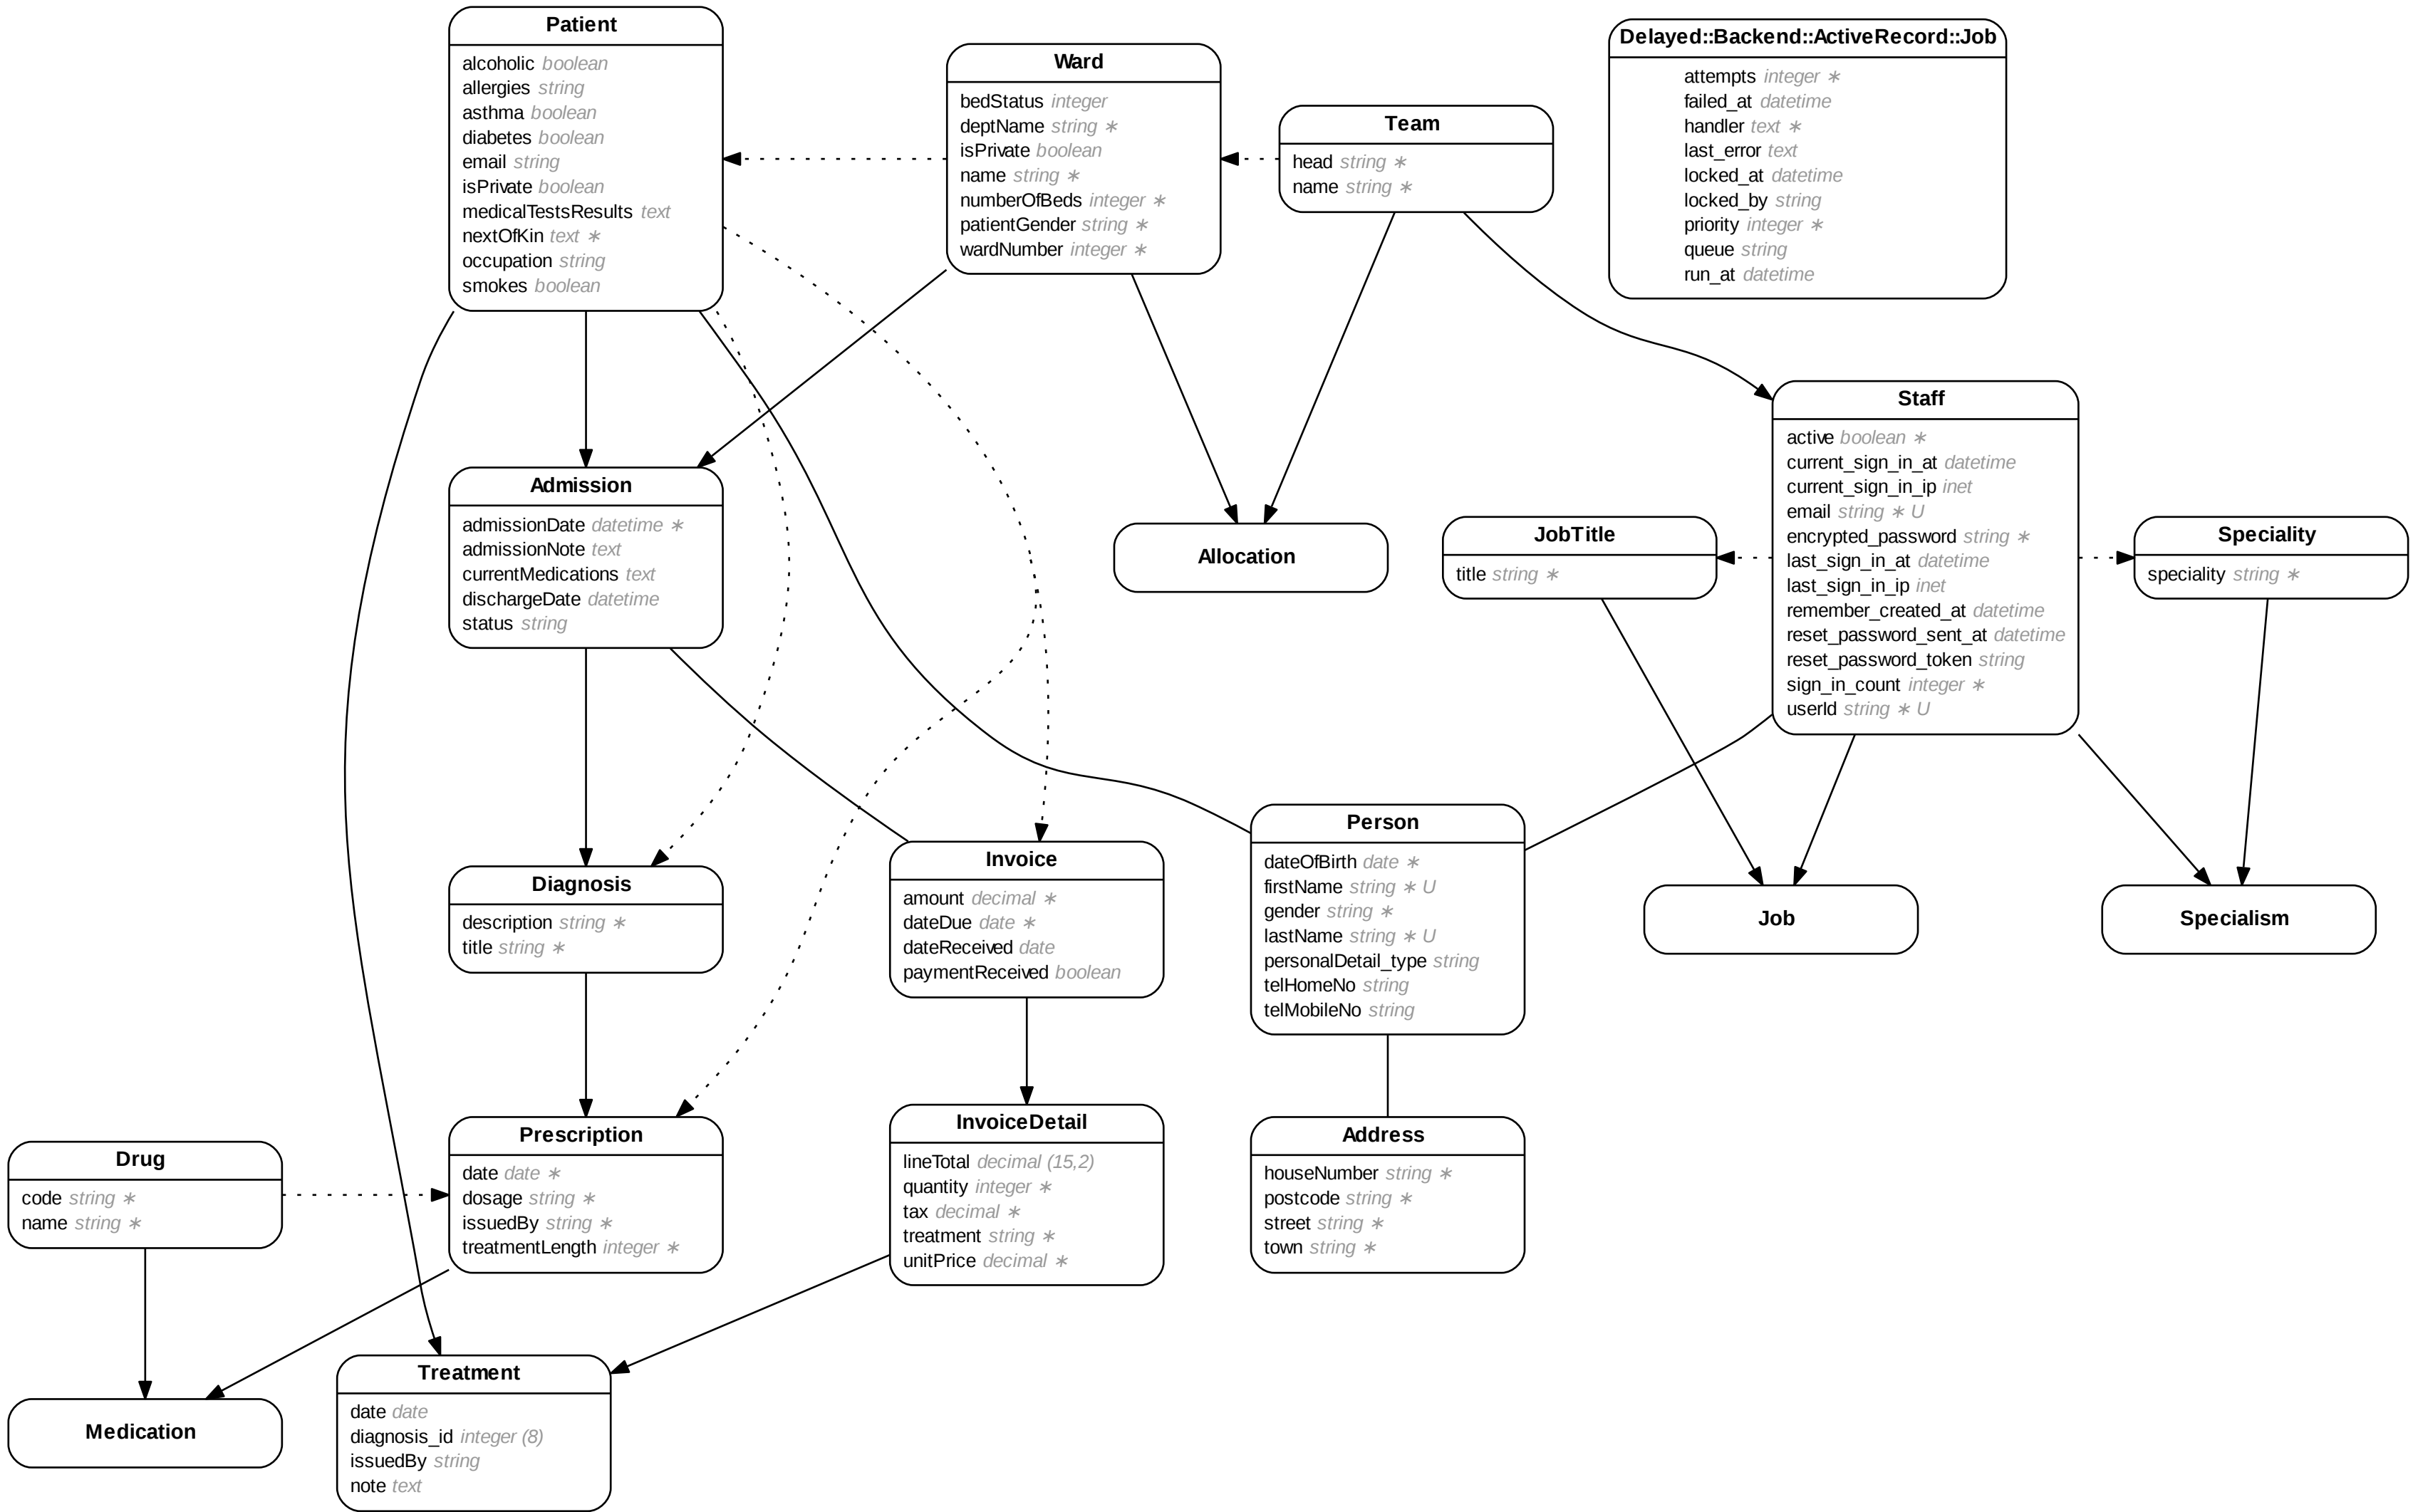 Patient
alcoholic boolean
allergies string
asthma boolean
diabetes boolean
email string
isPrivate boolean
medicalTestsResults text
nextOfKin text ∗
occupation string
smokes boolean
Ward
bedStatus integer
deptName string ∗
isPrivate boolean
name string ∗
numberOfBeds integer ∗
patientGender string ∗
wardNumber integer ∗
Team
head string ∗
name string ∗
Delayed::Backend::ActiveRecord::Job
attempts integer ∗
failed_at datetime
handler text ∗
last_error text
locked_at datetime
locked_by string
priority integer ∗
queue string
run_at datetime
Staff
active boolean ∗
current_sign_in_at datetime
current_sign_in_ip inet
email string ∗ U
encrypted_password string ∗
last_sign_in_at datetime
last_sign_in_ip inet
remember_created_at datetime
reset_password_sent_at datetime
reset_password_token string
sign_in_count integer ∗
userId string ∗ U
Admission
admissionDate datetime ∗
admissionNote text
currentMedications text
dischargeDate datetime
status string
Allocation
JobTitle
title string ∗
Speciality
speciality string ∗
Diagnosis
description string ∗
title string ∗
Invoice
amount decimal ∗
dateDue date ∗
dateReceived date
paymentReceived boolean
Person
dateOfBirth date ∗
firstName string ∗ U
gender string ∗
lastName string ∗ U
personalDetail_type string
telHomeNo string
telMobileNo string
Job
Specialism
Drug
code string ∗
name string ∗
Prescription
date date ∗
dosage string ∗
issuedBy string ∗
treatmentLength integer ∗
InvoiceDetail
lineTotal decimal (15,2)
quantity integer ∗
tax decimal ∗
treatment string ∗
unitPrice decimal ∗
Address
houseNumber string ∗
postcode string ∗
street string ∗
town string ∗
Medication
Treatment
date date
diagnosis_id integer (8)
issuedBy string
note text